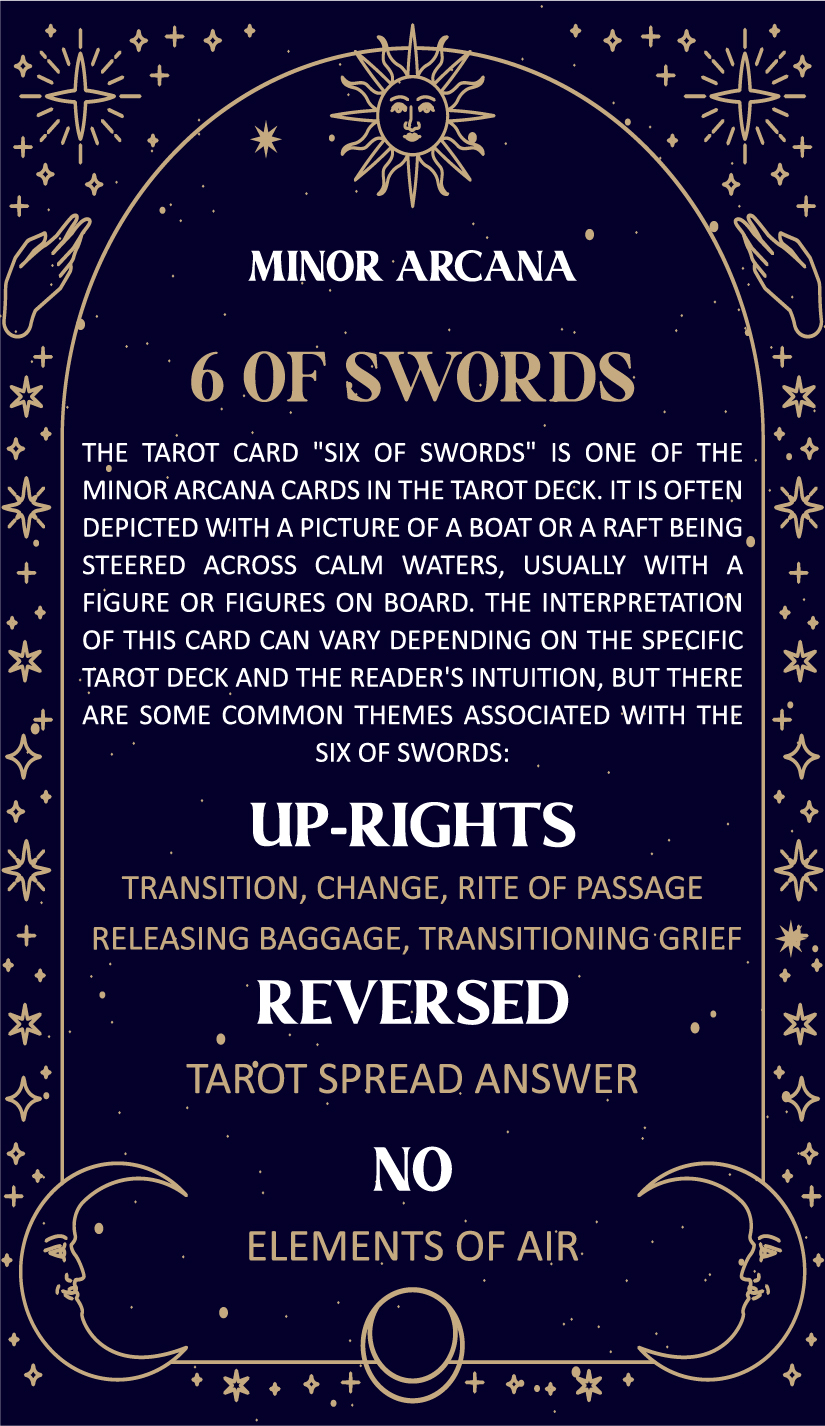 MINOR ARCANA
6 OF SWORDS
THE TAROT CARD "SIX OF SWORDS" IS ONE OF THE
MINOR ARCANA CARDS IN THE TAROT DECK. IT IS OFTEN
DEPICTED WITH A PICTURE OF A BOAT OR A RAFT BEING
STEERED ACROSS CALM WATERS, USUALLY WITH A
FIGURE OR FIGURES ON BOARD. THE INTERPRETATION
OF THIS CARD CAN VARY DEPENDING ON THE SPECIFIC
TAROT DECK AND THE READER'S INTUITION, BUT THERE
ARE SOME COMMON THEMES ASSOCIATED WITH THE
SIX OF SWORDS:
UP-RIGHTS
TRANSITION, CHANGE, RITE OF PASSAGE
RELEASING BAGGAGE, TRANSITIONING GRIEF
REVERSED
TAROT SPREAD ANSWER
NO
ELEMENTS OF AIR